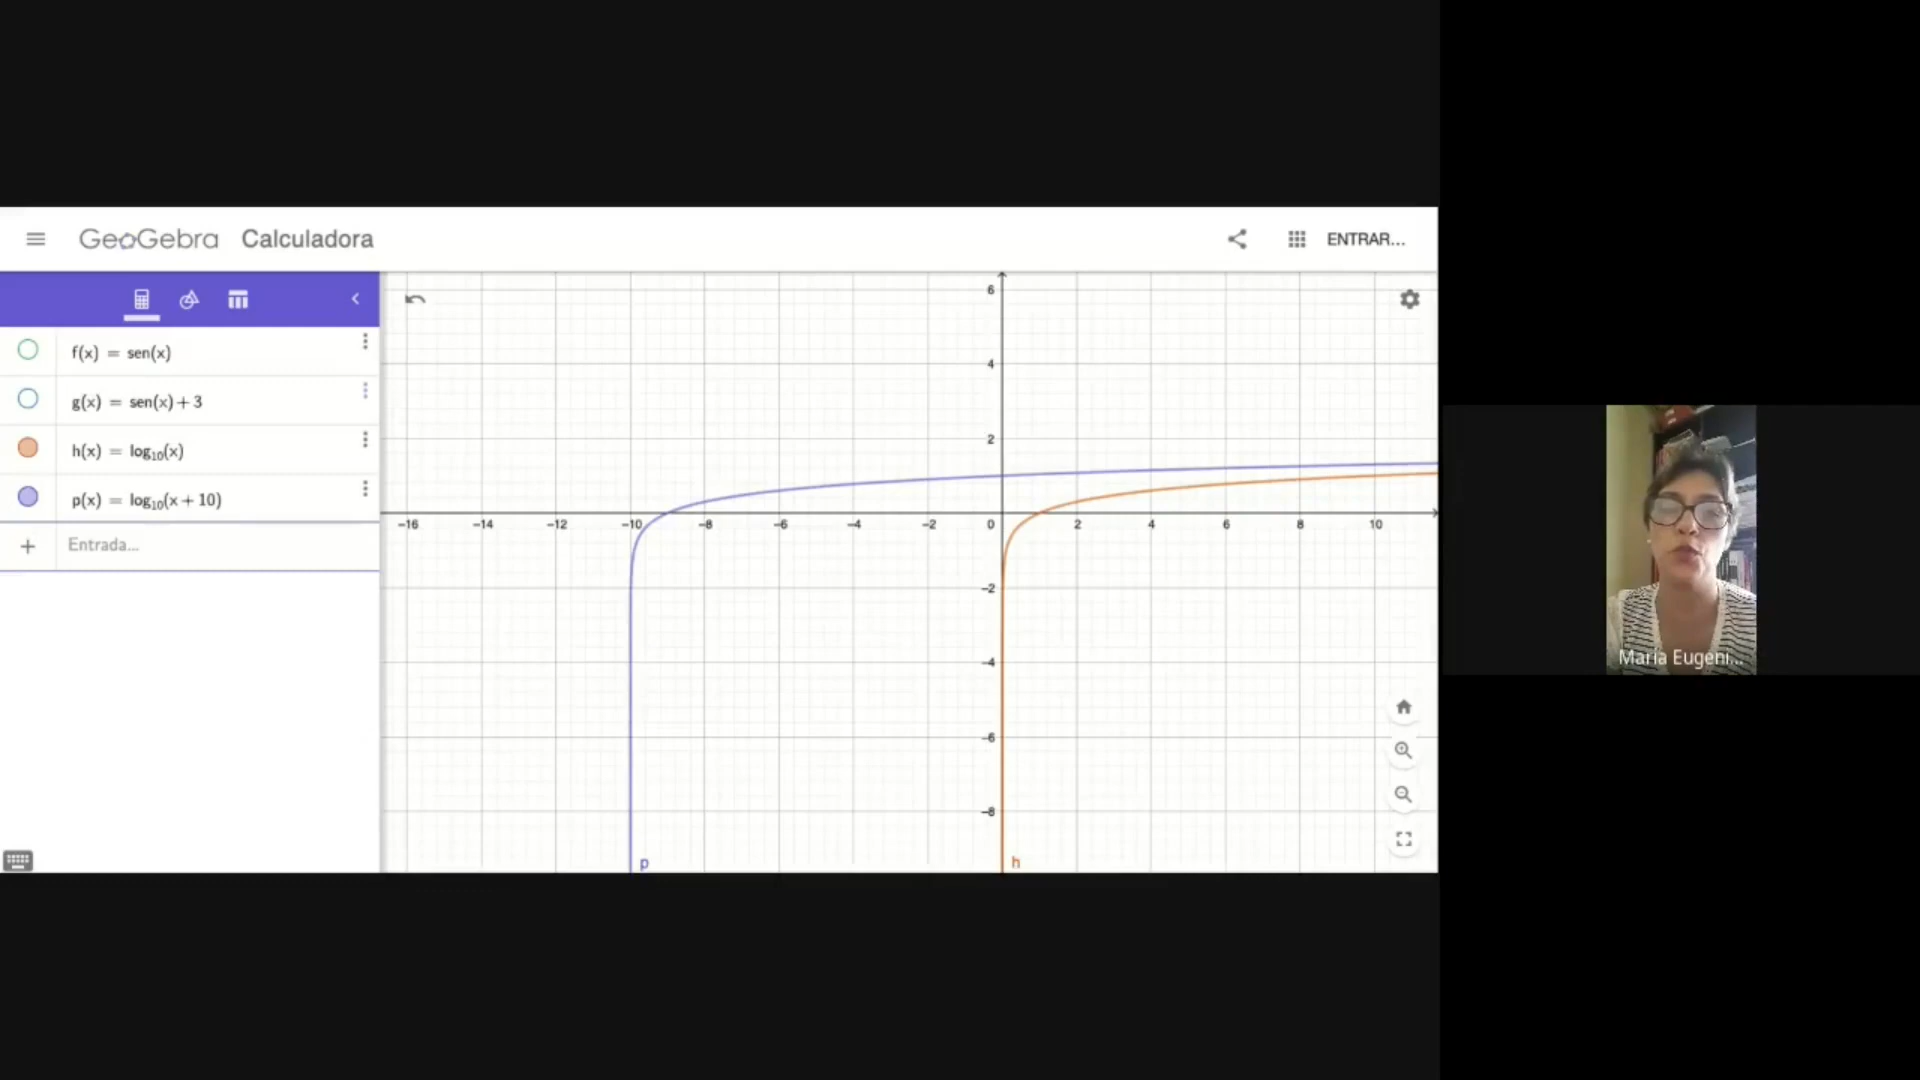 GeoGebra Calculadora
ENTRAR...
f(x) = sen(x)
g(x) = sen(x) + 3
h(x) = log₁₀(x)
p(x) = log₁₀(x + 10)
+ Entrada...
6
4
2
−16 −14 −12 −10 −8 −6 −4 −2 0 2 4 6 8 10
−2
−4
−6
−8
p h
María Eugeni...